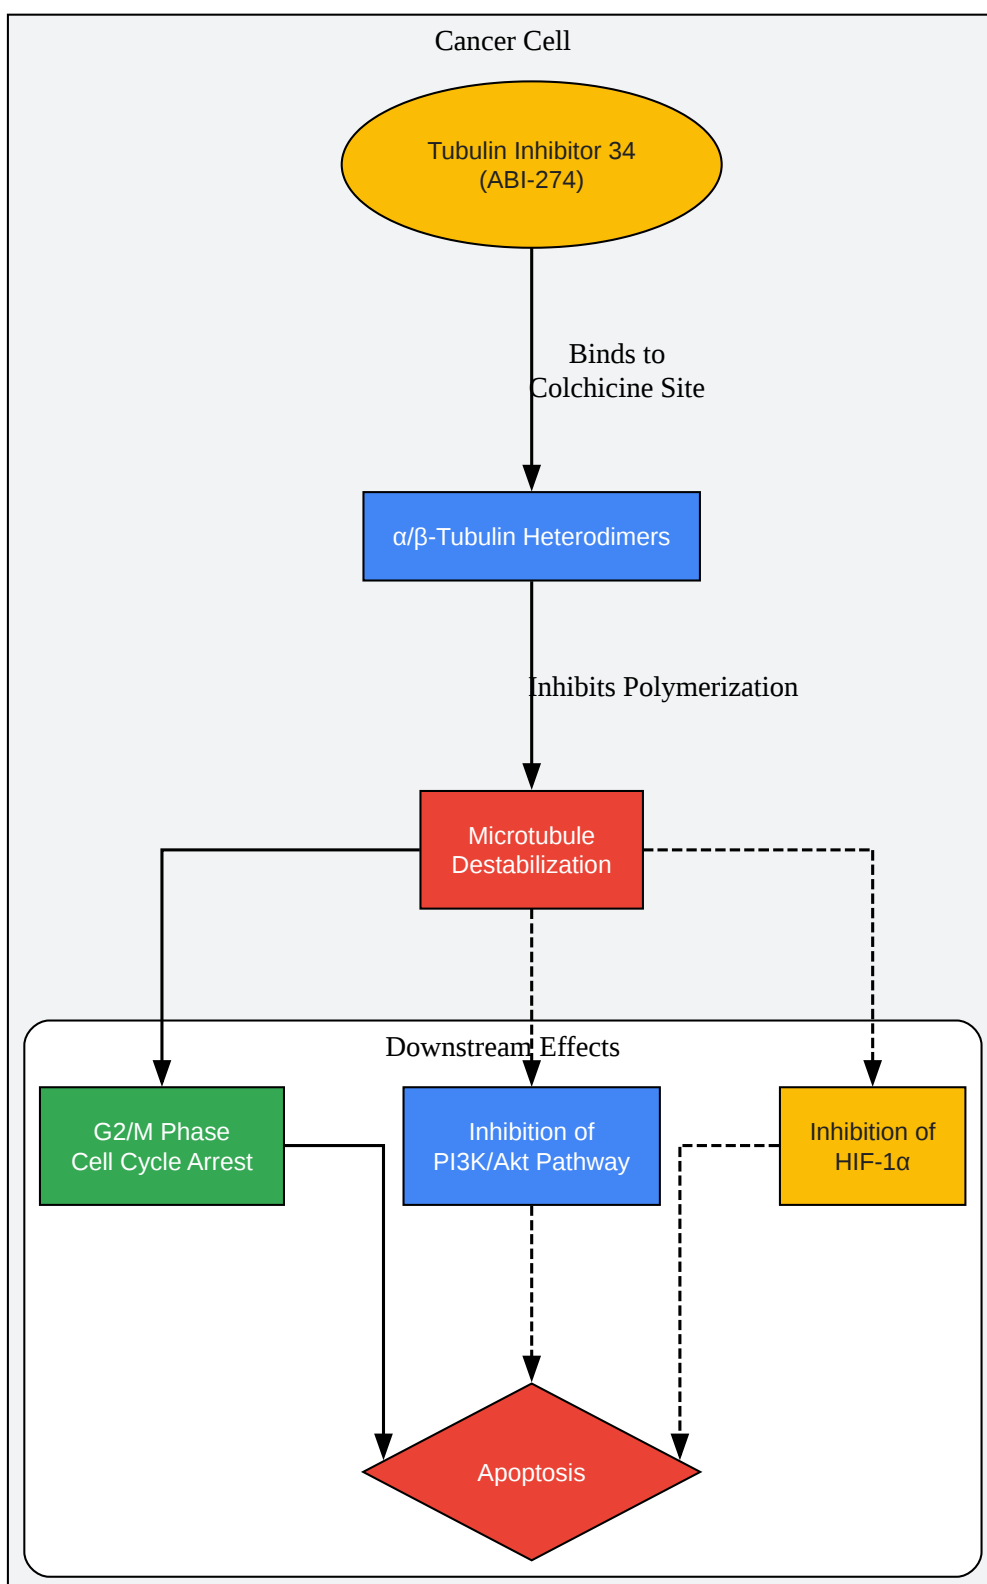 Cancer Cell
Tubulin Inhibitor 34
(ABI-274)
Binds to
Colchicine Site
α/β-Tubulin Heterodimers
Inhibits Polymerization
Microtubule
Destabilization
Downstream Effects
G2/M Phase
Cell Cycle Arrest
Inhibition of
PI3K/Akt Pathway
Inhibition of
HIF-1α
Apoptosis